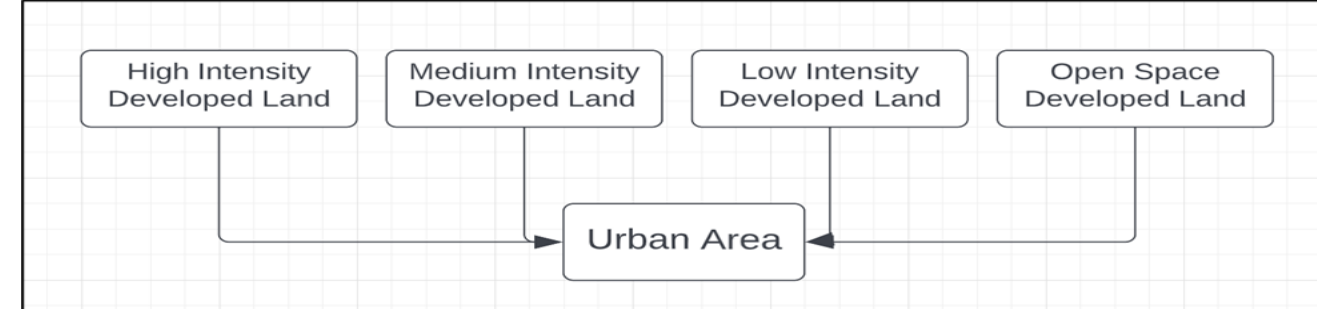 High Intensity
Developed Land
Medium Intensity
Developed Land
Low Intensity
Developed Land
Open Space
Developed Land
Urban Area